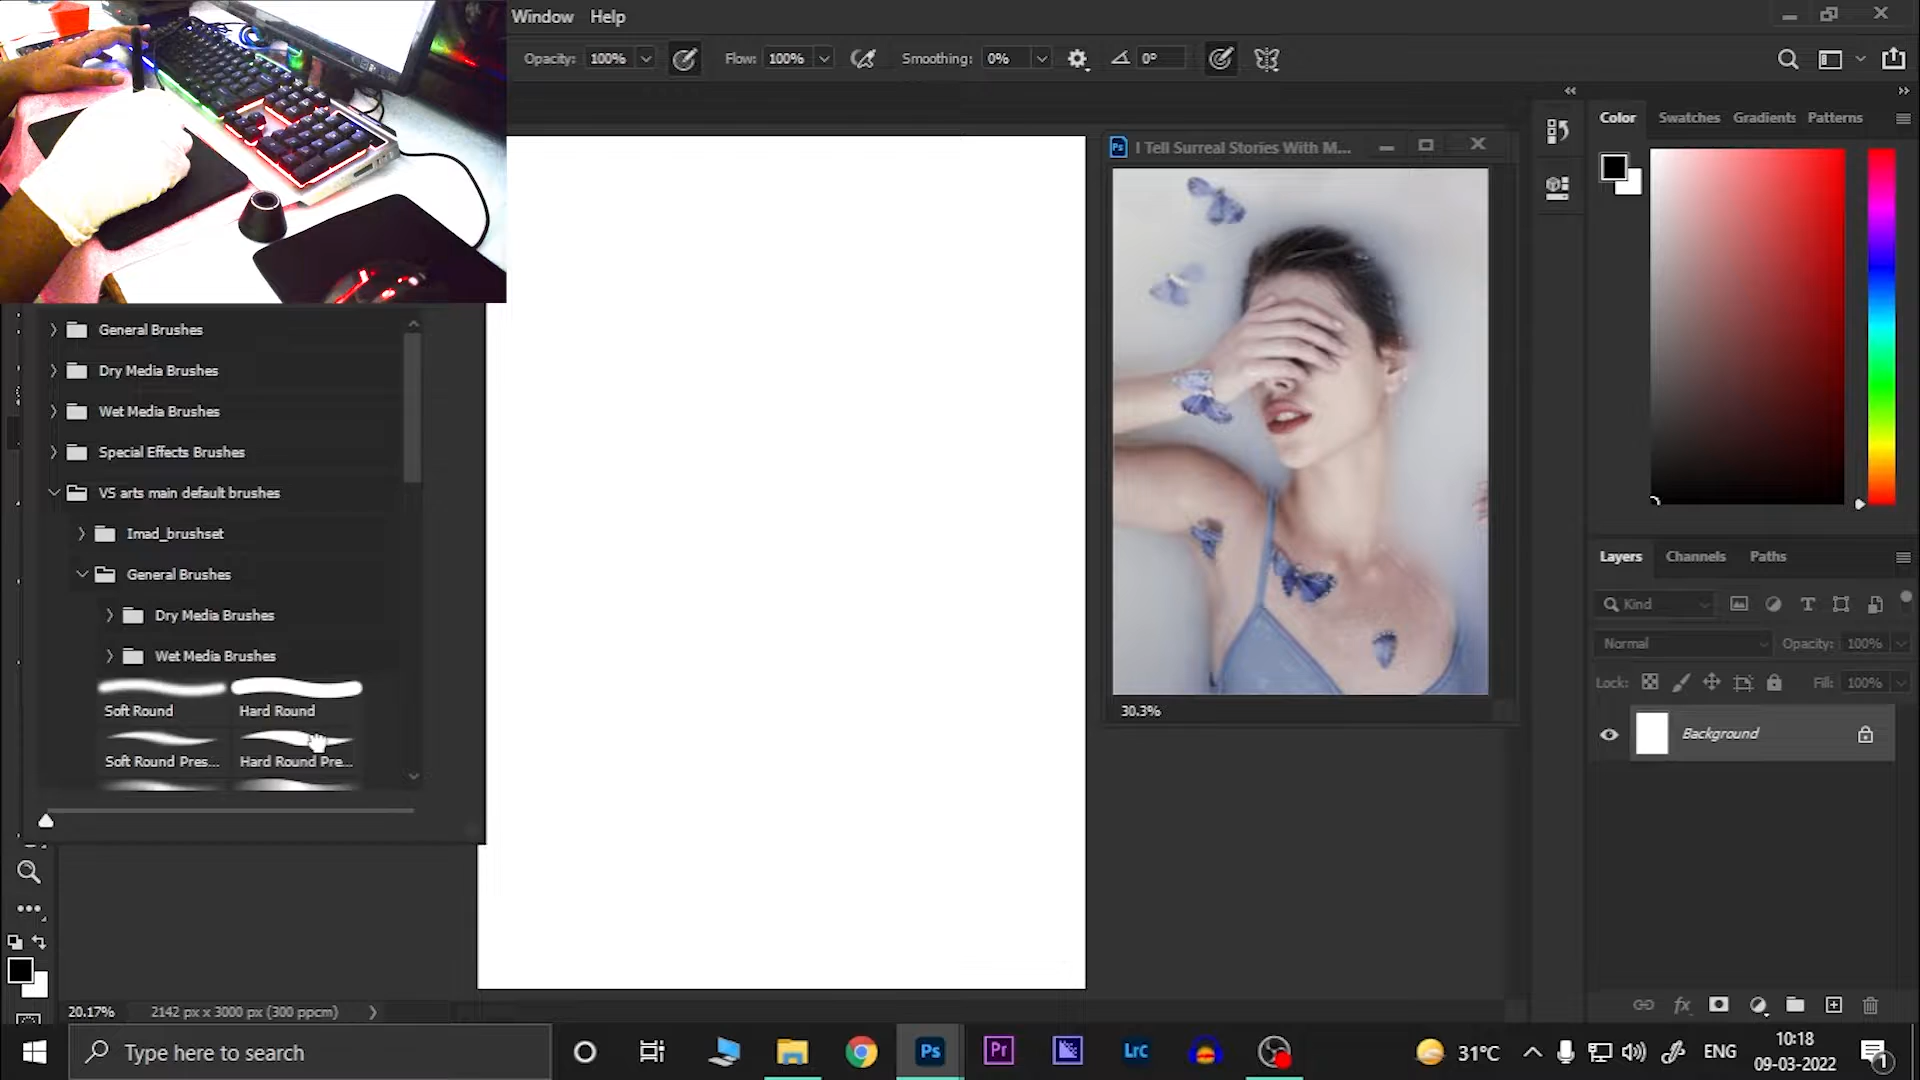 Window Help
Opacity: 100% Flow: 100% Smoothing: 0% 0°
Color Swatches Gradients Patterns
I Tell Surreal Stories With M...
General Brushes
Dry Media Brushes
Wet Media Brushes
Special Effects Brushes
VS arts main default brushes
Imad_brushset
General Brushes
Dry Media Brushes
Wet Media Brushes
Soft Round Hard Round
Soft Round Pres... Hard Round Pre...
30.3%
Layers Channels Paths
Kind
Normal Opacity: 100%
Lock: Fill: 100%
Background
20.17% 2142 px x 3000 px (300 ppcm)
Type here to search
Ps Pr Lrc
31°C ENG
10:18
09-03-2022
1